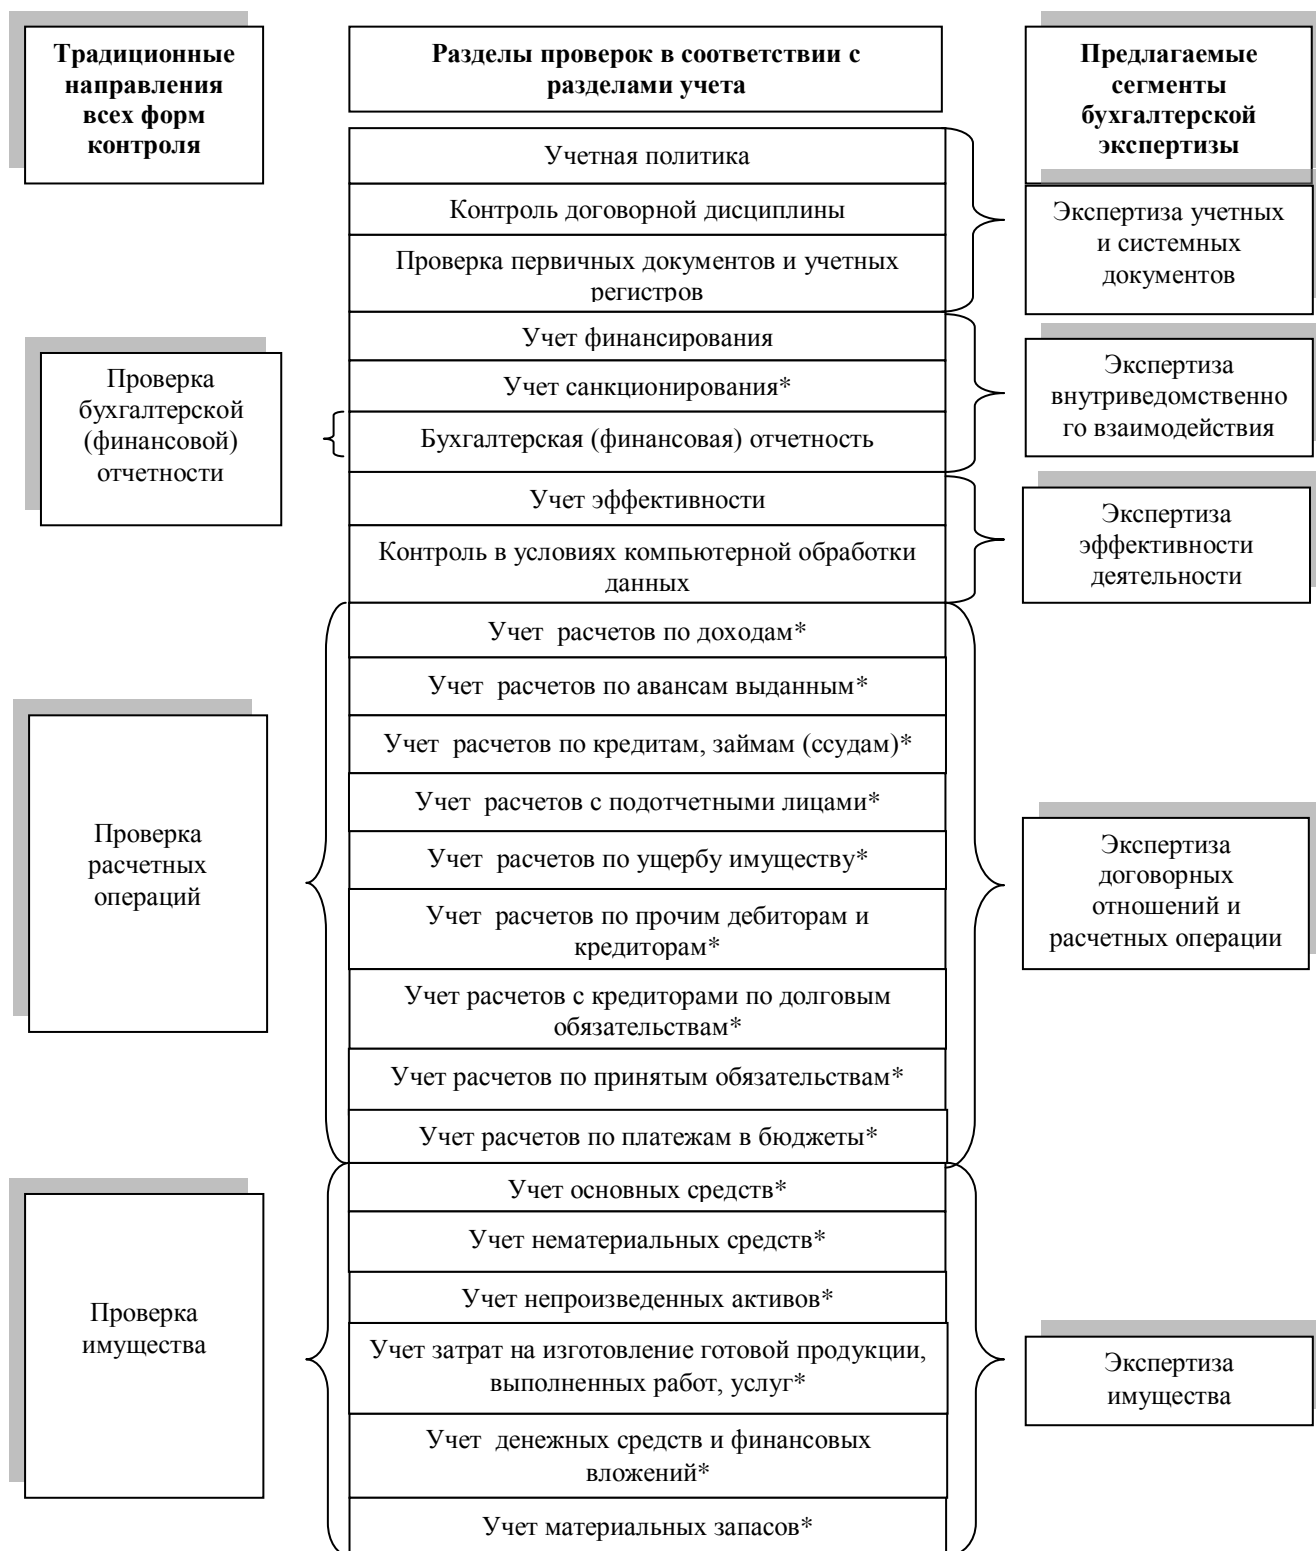 Традиционные
направления
всех форм
контроля
Разделы проверок в соответствии с
разделами учета
Предлагаемые
сегменты
бухгалтерской
экспертизы
Учетная политика
Контроль договорной дисциплины
Проверка первичных документов и учетных
регистров
Экспертиза учетных
и системных
документов
Проверка
бухгалтерской
(финансовой)
отчетности
Учет финансирования
Учет санкционирования*
Бухгалтерская (финансовая) отчетность
Экспертиза
внутриведомственно
го взаимодействия
Учет эффективности
Контроль в условиях компьютерной обработки
данных
Экспертиза
эффективности
деятельности
Проверка
расчетных
операций
Учет  расчетов по доходам*
Учет  расчетов по авансам выданным*
Учет  расчетов по кредитам, займам (ссудам)*
Учет  расчетов с подотчетными лицами*
Учет  расчетов по ущербу имуществу*
Учет  расчетов по прочим дебиторам и
кредиторам*
Учет расчетов с кредиторами по долговым
обязательствам*
Учет расчетов по принятым обязательствам*
Учет расчетов по платежам в бюджеты*
Экспертиза
договорных
отношений и
расчетных операции
Проверка
имущества
Учет основных средств*
Учет нематериальных средств*
Учет непроизведенных активов*
Учет затрат на изготовление готовой продукции,
выполненных работ, услуг*
Учет  денежных средств и финансовых
вложений*
Учет материальных запасов*
Экспертиза
имущества